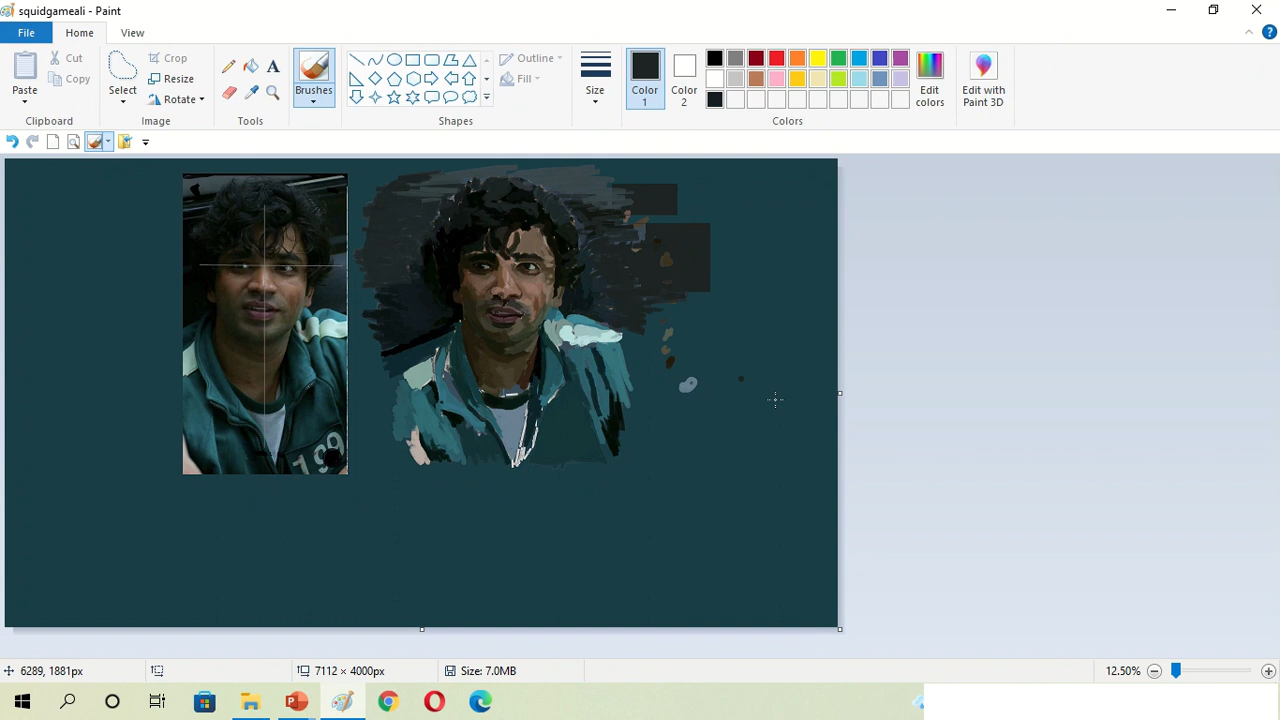 squidgameali - Paint
File
Home
View
Paste
Cut
Copy
Clipboard
Select
Crop
Resize
Rotate
Image
A
Tools
Brushes
Outline
Fill
Shapes
Size
Color 1
Color 2
Edit colors
Colors
Edit with Paint 3D
199
6289, 1881px
7112 × 4000px
Size: 7.0MB
12.50%